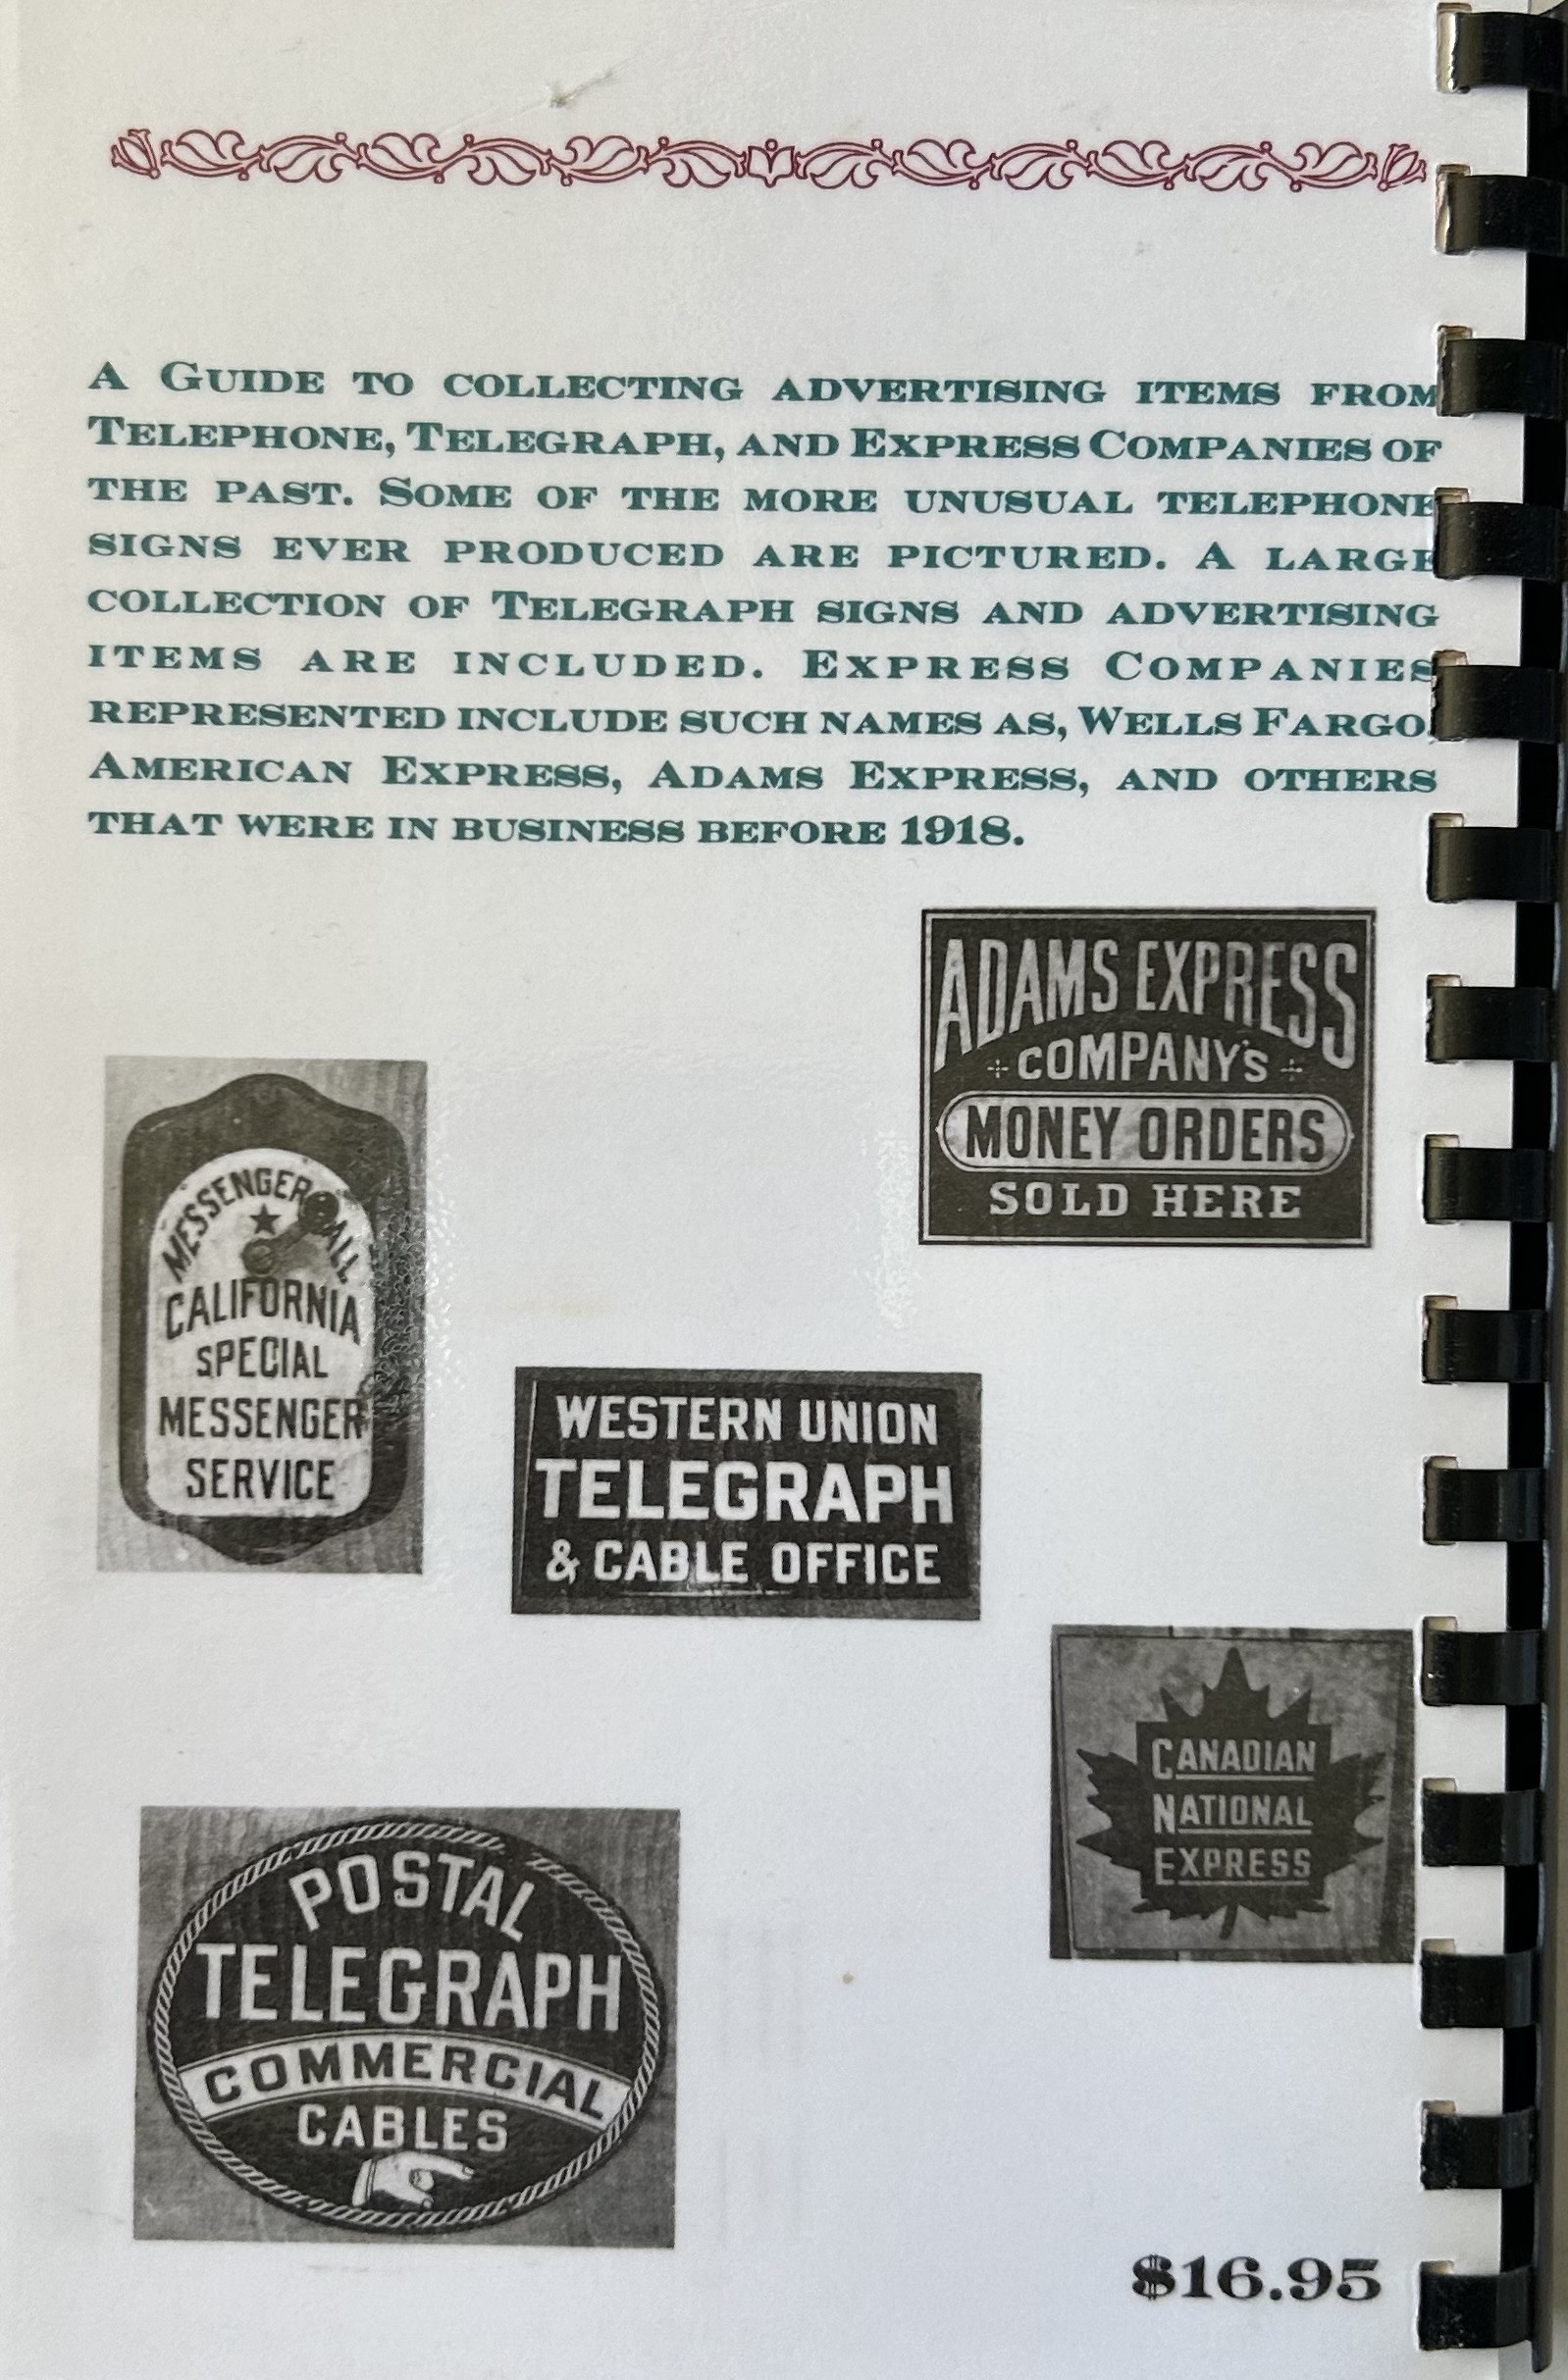 A GUIDE TO COLLECTING ADVERTISING ITEMS FROM
TELEPHONE, TELEGRAPH, AND EXPRESS COMPANIES OF
THE PAST. SOME OF THE MORE UNUSUAL TELEPHONE
SIGNS EVER PRODUCED ARE PICTURED. A LARGE
COLLECTION OF TELEGRAPH SIGNS AND ADVERTISING
ITEMS ARE INCLUDED. EXPRESS COMPANIES
REPRESENTED INCLUDE SUCH NAMES AS, WELLS FARGO,
AMERICAN EXPRESS, ADAMS EXPRESS, AND OTHERS
THAT WERE IN BUSINESS BEFORE 1918.
ADAMS EXPRESS
COMPANY'S
MONEY ORDERS
SOLD HERE
MESSENGER CALL
CALIFORNIA
SPECIAL
MESSENGER
SERVICE
WESTERN UNION
TELEGRAPH
& CABLE OFFICE
CANADIAN
NATIONAL
EXPRESS
POSTAL
TELEGRAPH
COMMERCIAL
CABLES
$16.95